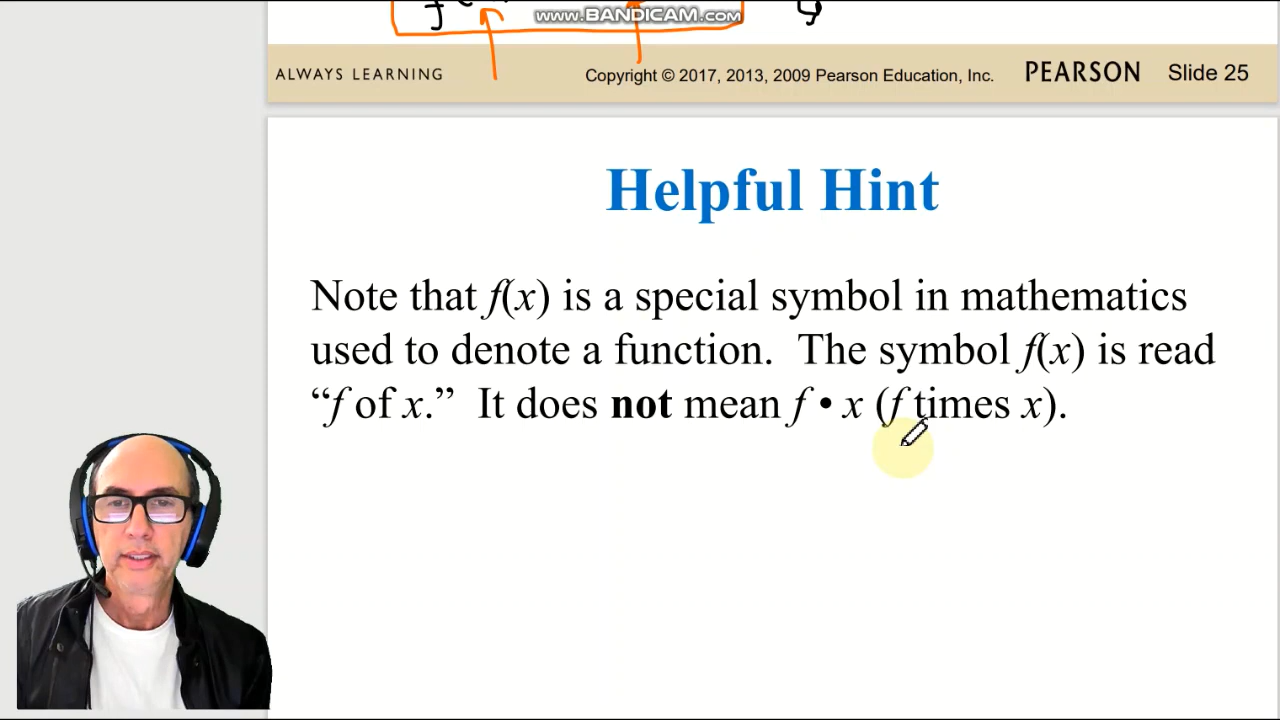 www.BANDICAM.com
ALWAYS LEARNING Copyright © 2017, 2013, 2009 Pearson Education, Inc. PEARSON Slide 25
Helpful Hint
Note that f(x) is a special symbol in mathematics
used to denote a function. The symbol f(x) is read
“f of x.” It does not mean f • x (f times x).